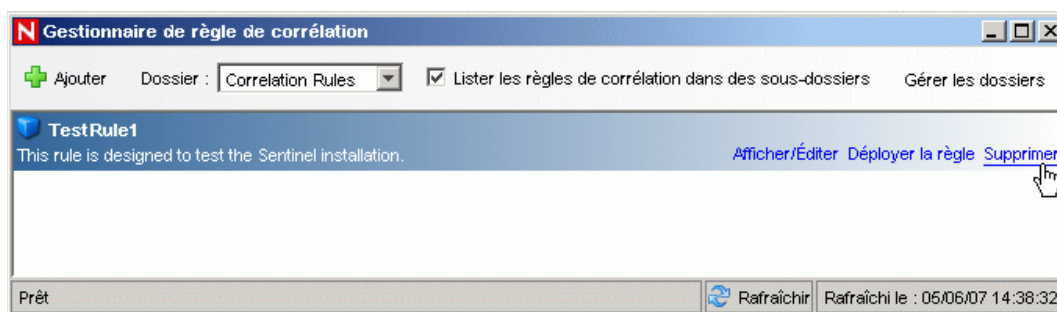 N Gestionnaire de règle de corrélation
Ajouter Dossier : Correlation Rules Lister les règles de corrélation dans des sous-dossiers Gérer les dossiers
TestRule1
This rule is designed to test the Sentinel installation. Afficher/Éditer Déployer la règle Supprimer
Prêt Rafraîchir Rafraîchi le : 05/06/07 14:38:32